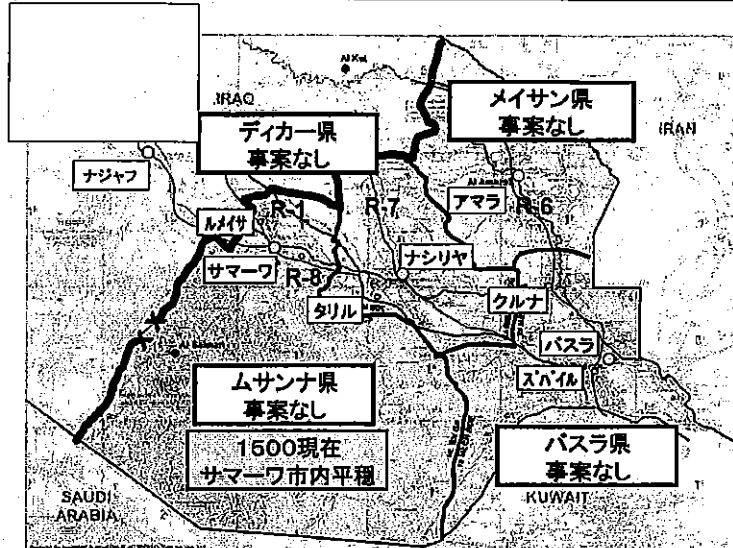 Al Kut
IRAQ
メイサン県
事案なし
ディカー県
事案なし
IRAN
ナジャフ
アマラ
R-6
R-1
R-7
ルメイサ
サマーワ
R-8
ナシリヤ
クルナ
タリル
バスラ
ズバイル
ムサンナ県
事案なし
1500現在
サマーワ市内平穏
バスラ県
事案なし
SAUDI
ARABIA
KUWAIT